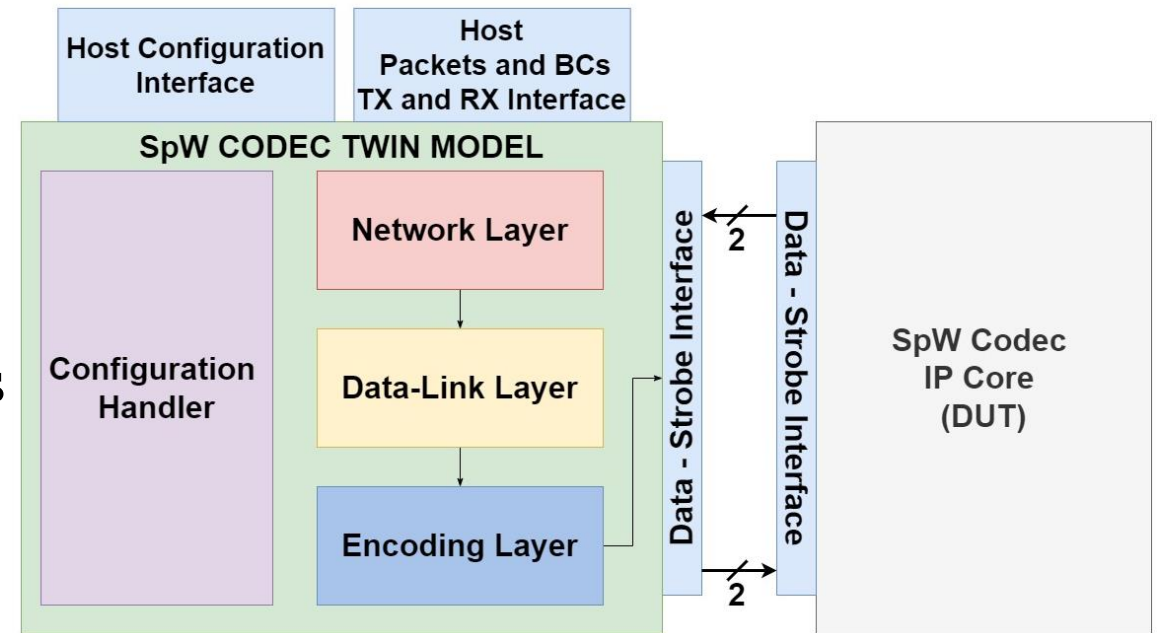 Host Configuration
Interface
Host
Packets and BCs
TX and RX Interface
SpW CODEC TWIN MODEL
Configuration
Handler
Network Layer
Data-Link Layer
Encoding Layer
Data - Strobe Interface
2
2
Data - Strobe Interface
SpW Codec
IP Core
(DUT)